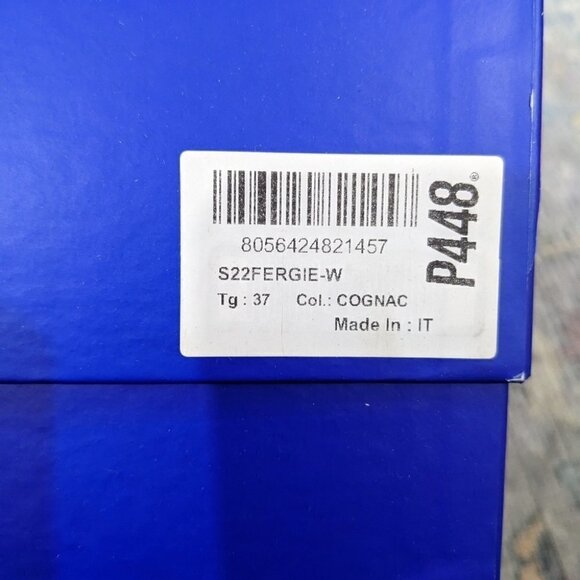 8056424821457
S22FERGIE-W
Tg : 37 Col.: COGNAC
Made In : IT
P448®